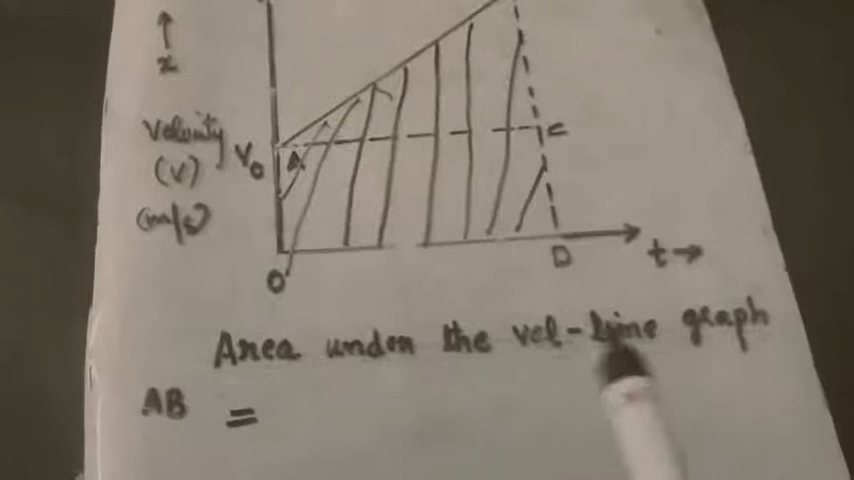 x
Velocity
(V)
(m/s)
V₀
A
C
O
D
t→
Area under the vel-time graph
AB =